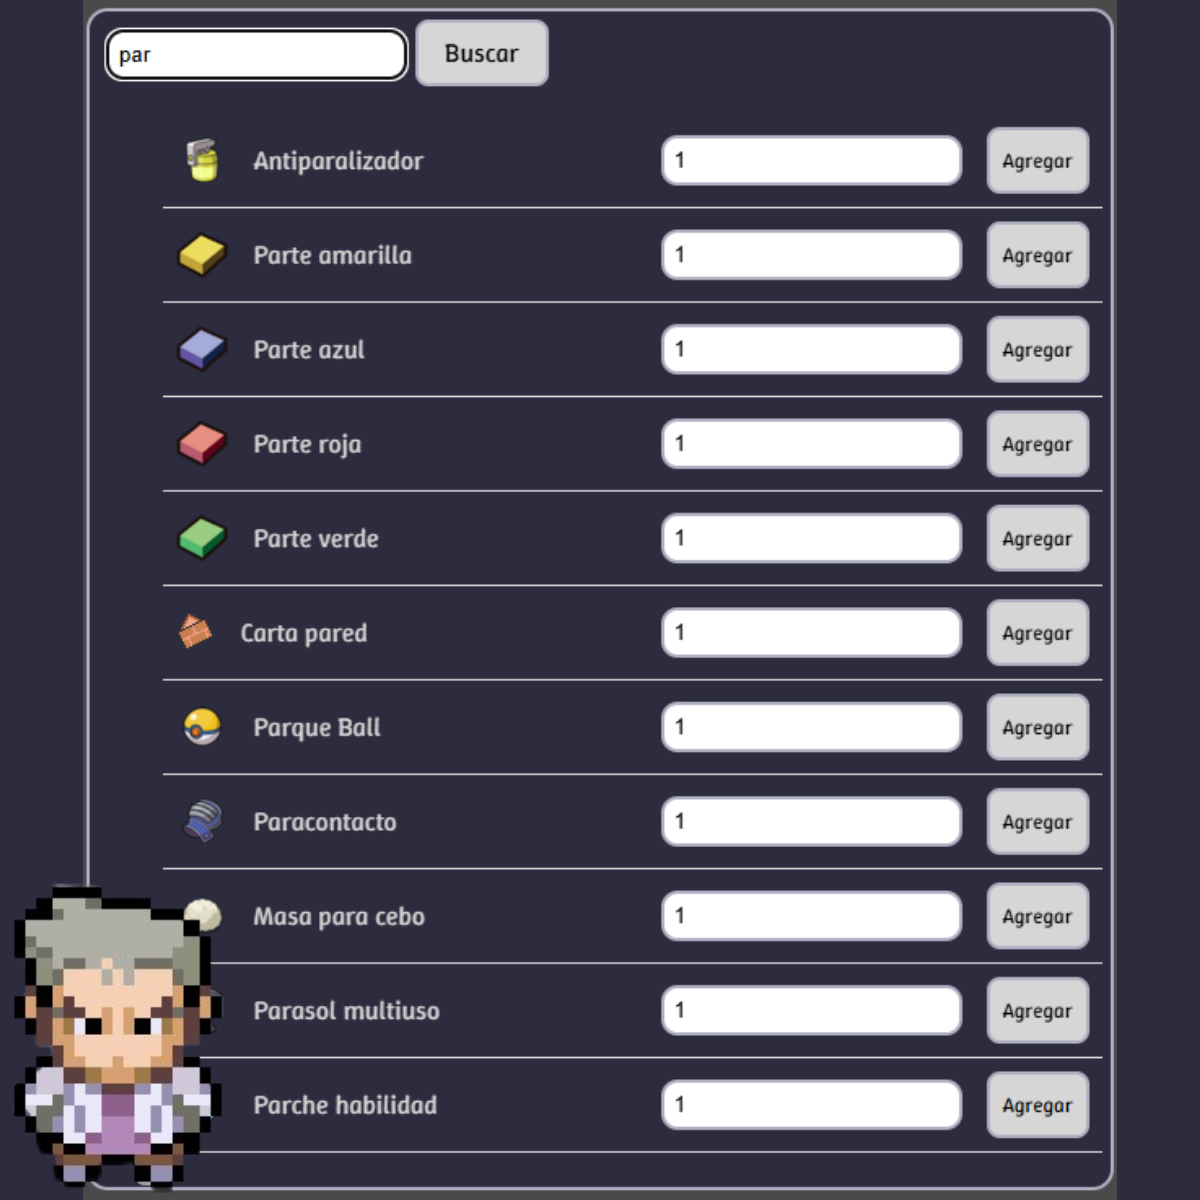 par Buscar
Antiparalizador 1 Agregar
Parte amarilla 1 Agregar
Parte azul 1 Agregar
Parte roja 1 Agregar
Parte verde 1 Agregar
Carta pared 1 Agregar
Parque Ball 1 Agregar
Paracontacto 1 Agregar
Masa para cebo 1 Agregar
Parasol multiuso 1 Agregar
Parche habilidad 1 Agregar